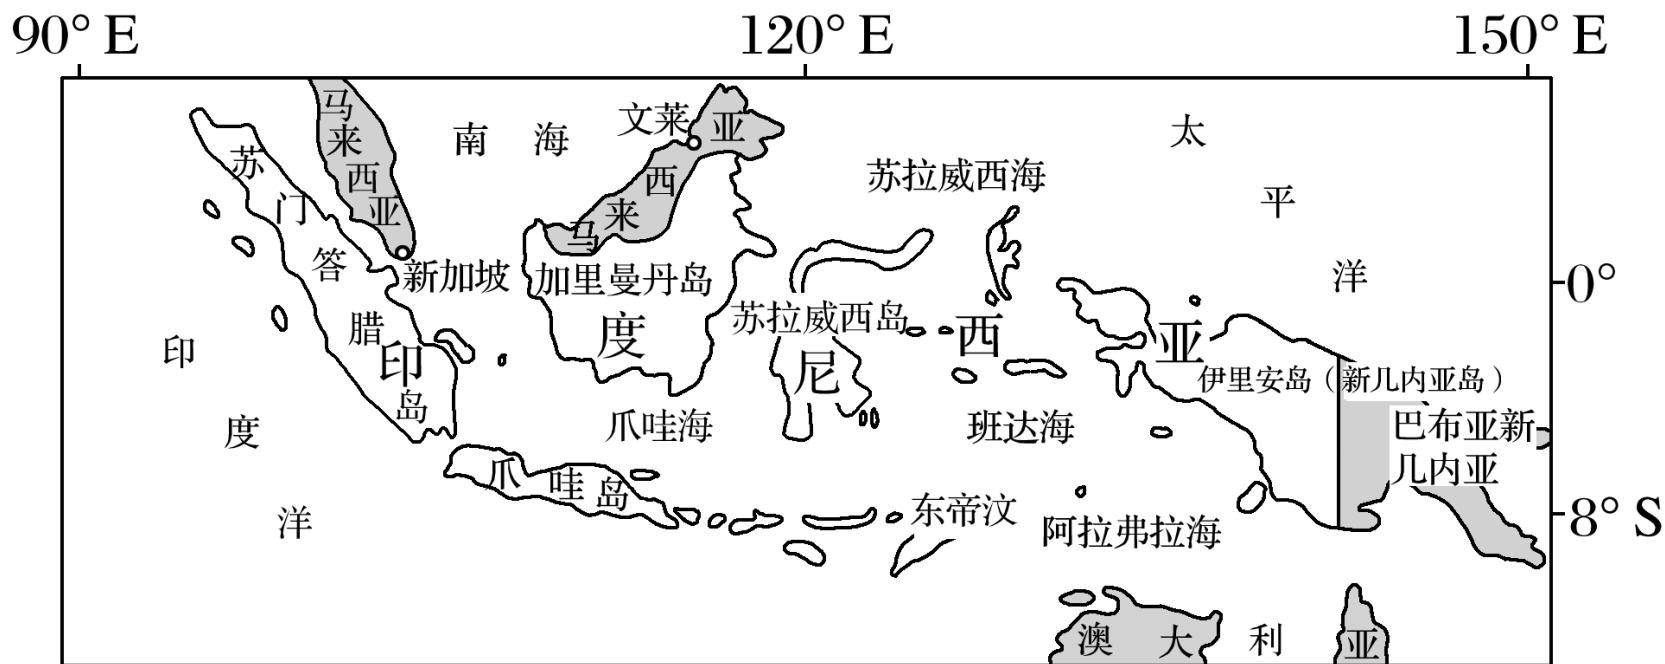 90° E
120° E
150° E
马来西亚
南 海
文莱
马来西亚
太平洋
苏拉威西海
苏门答腊岛
新加坡
加里曼丹岛
0°
苏拉威西岛
印度尼西亚
伊里安岛（新几内亚岛）
印度洋
爪哇海
班达海
巴布亚新
几内亚
爪哇岛
东帝汶
阿拉弗拉海
8° S
澳大利亚